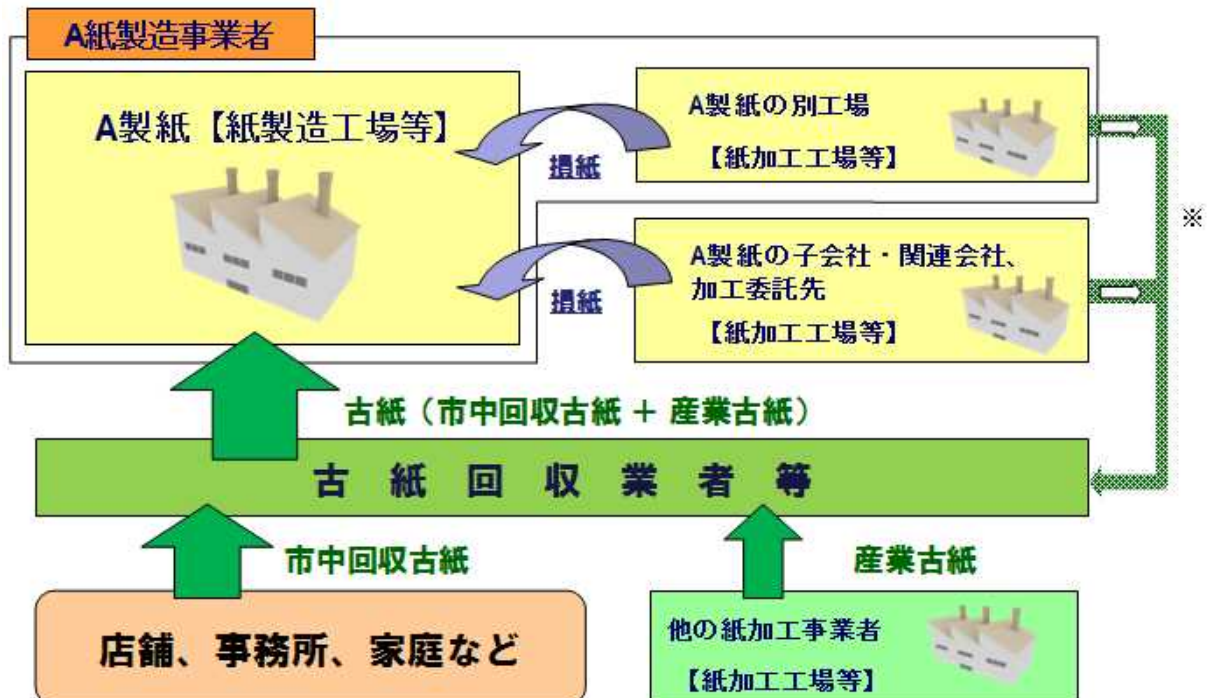 A紙製造事業者
A製紙【紙製造工場等】
A製紙の別工場
【紙加工工場等】
損紙
※
A製紙の子会社・関連会社、
加工委託先
【紙加工工場等】
損紙
古紙（市中回収古紙 + 産業古紙）
古紙回収業者等
市中回収古紙
産業古紙
店舗、事務所、家庭など
他の紙加工事業者
【紙加工工場等】